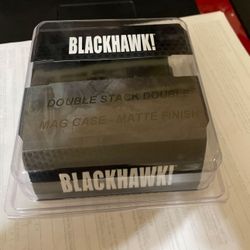 BLACKHAWK!
DOUBLE STACK DOUBLE
MAG CASE - MATTE FINISH
BLACKHAWK!